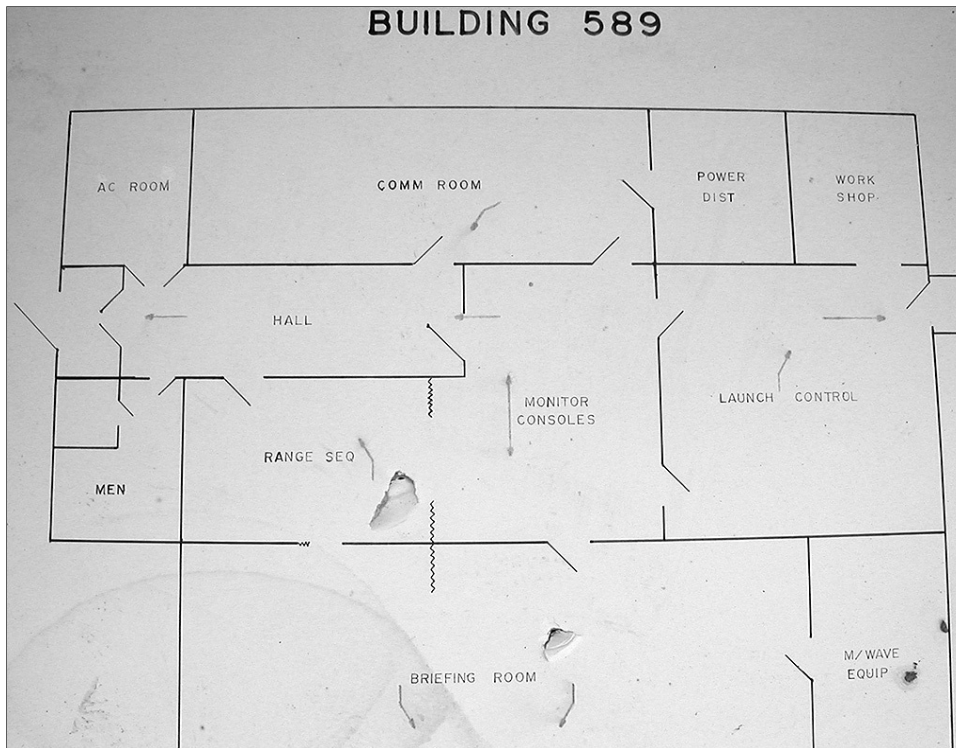 BUILDING 589
AC ROOM
COMM ROOM
POWER
DIST
WORK
SHOP
HALL
MONITOR
CONSOLES
LAUNCH CONTROL
RANGE SEQ
MEN
BRIEFING ROOM
M/WAVE
EQUIP